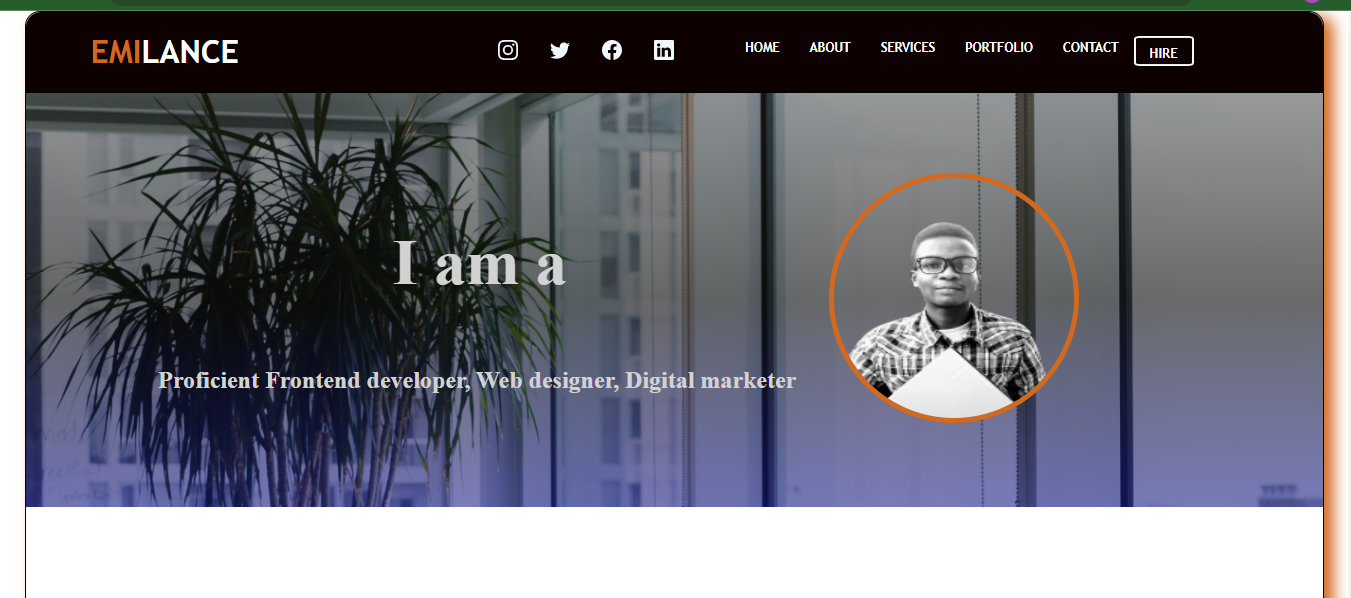 EMILANCE
HOME ABOUT SERVICES PORTFOLIO CONTACT HIRE
I am a
Proficient Frontend developer, Web designer, Digital marketer